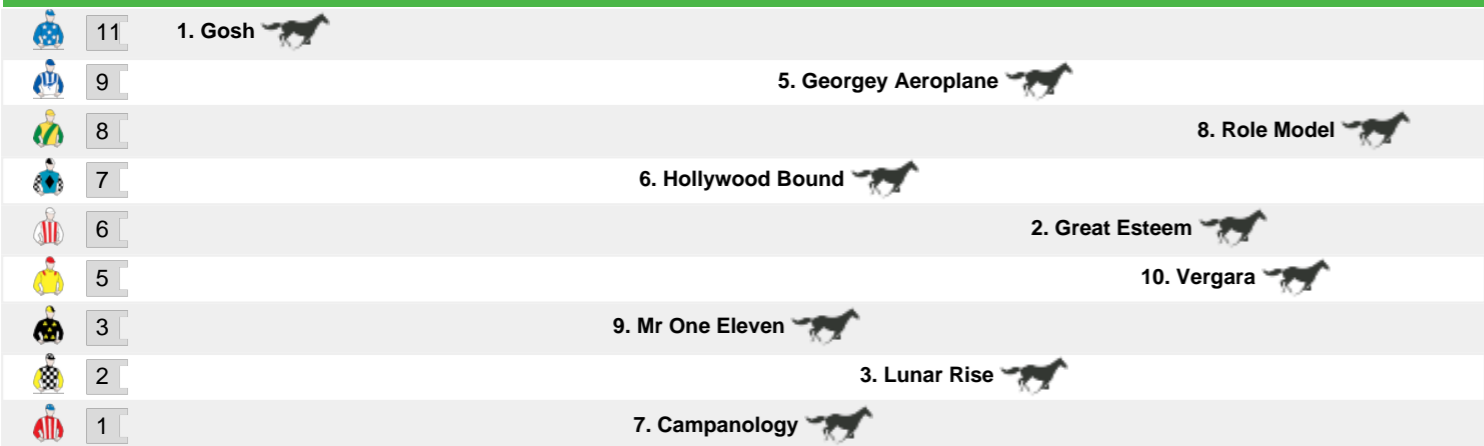 11 1. Gosh
9 5. Georgey Aeroplane
8 8. Role Model
7 6. Hollywood Bound
6 2. Great Esteem
5 10. Vergara
3 9. Mr One Eleven
2 3. Lunar Rise
1 7. Campanology